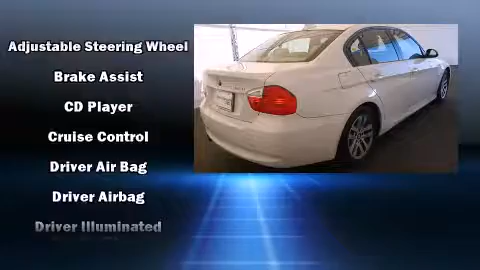 Adjustable Steering Wheel
Brake Assist
CD Player
Cruise Control
Driver Air Bag
Driver Airbag
Driver Illuminated